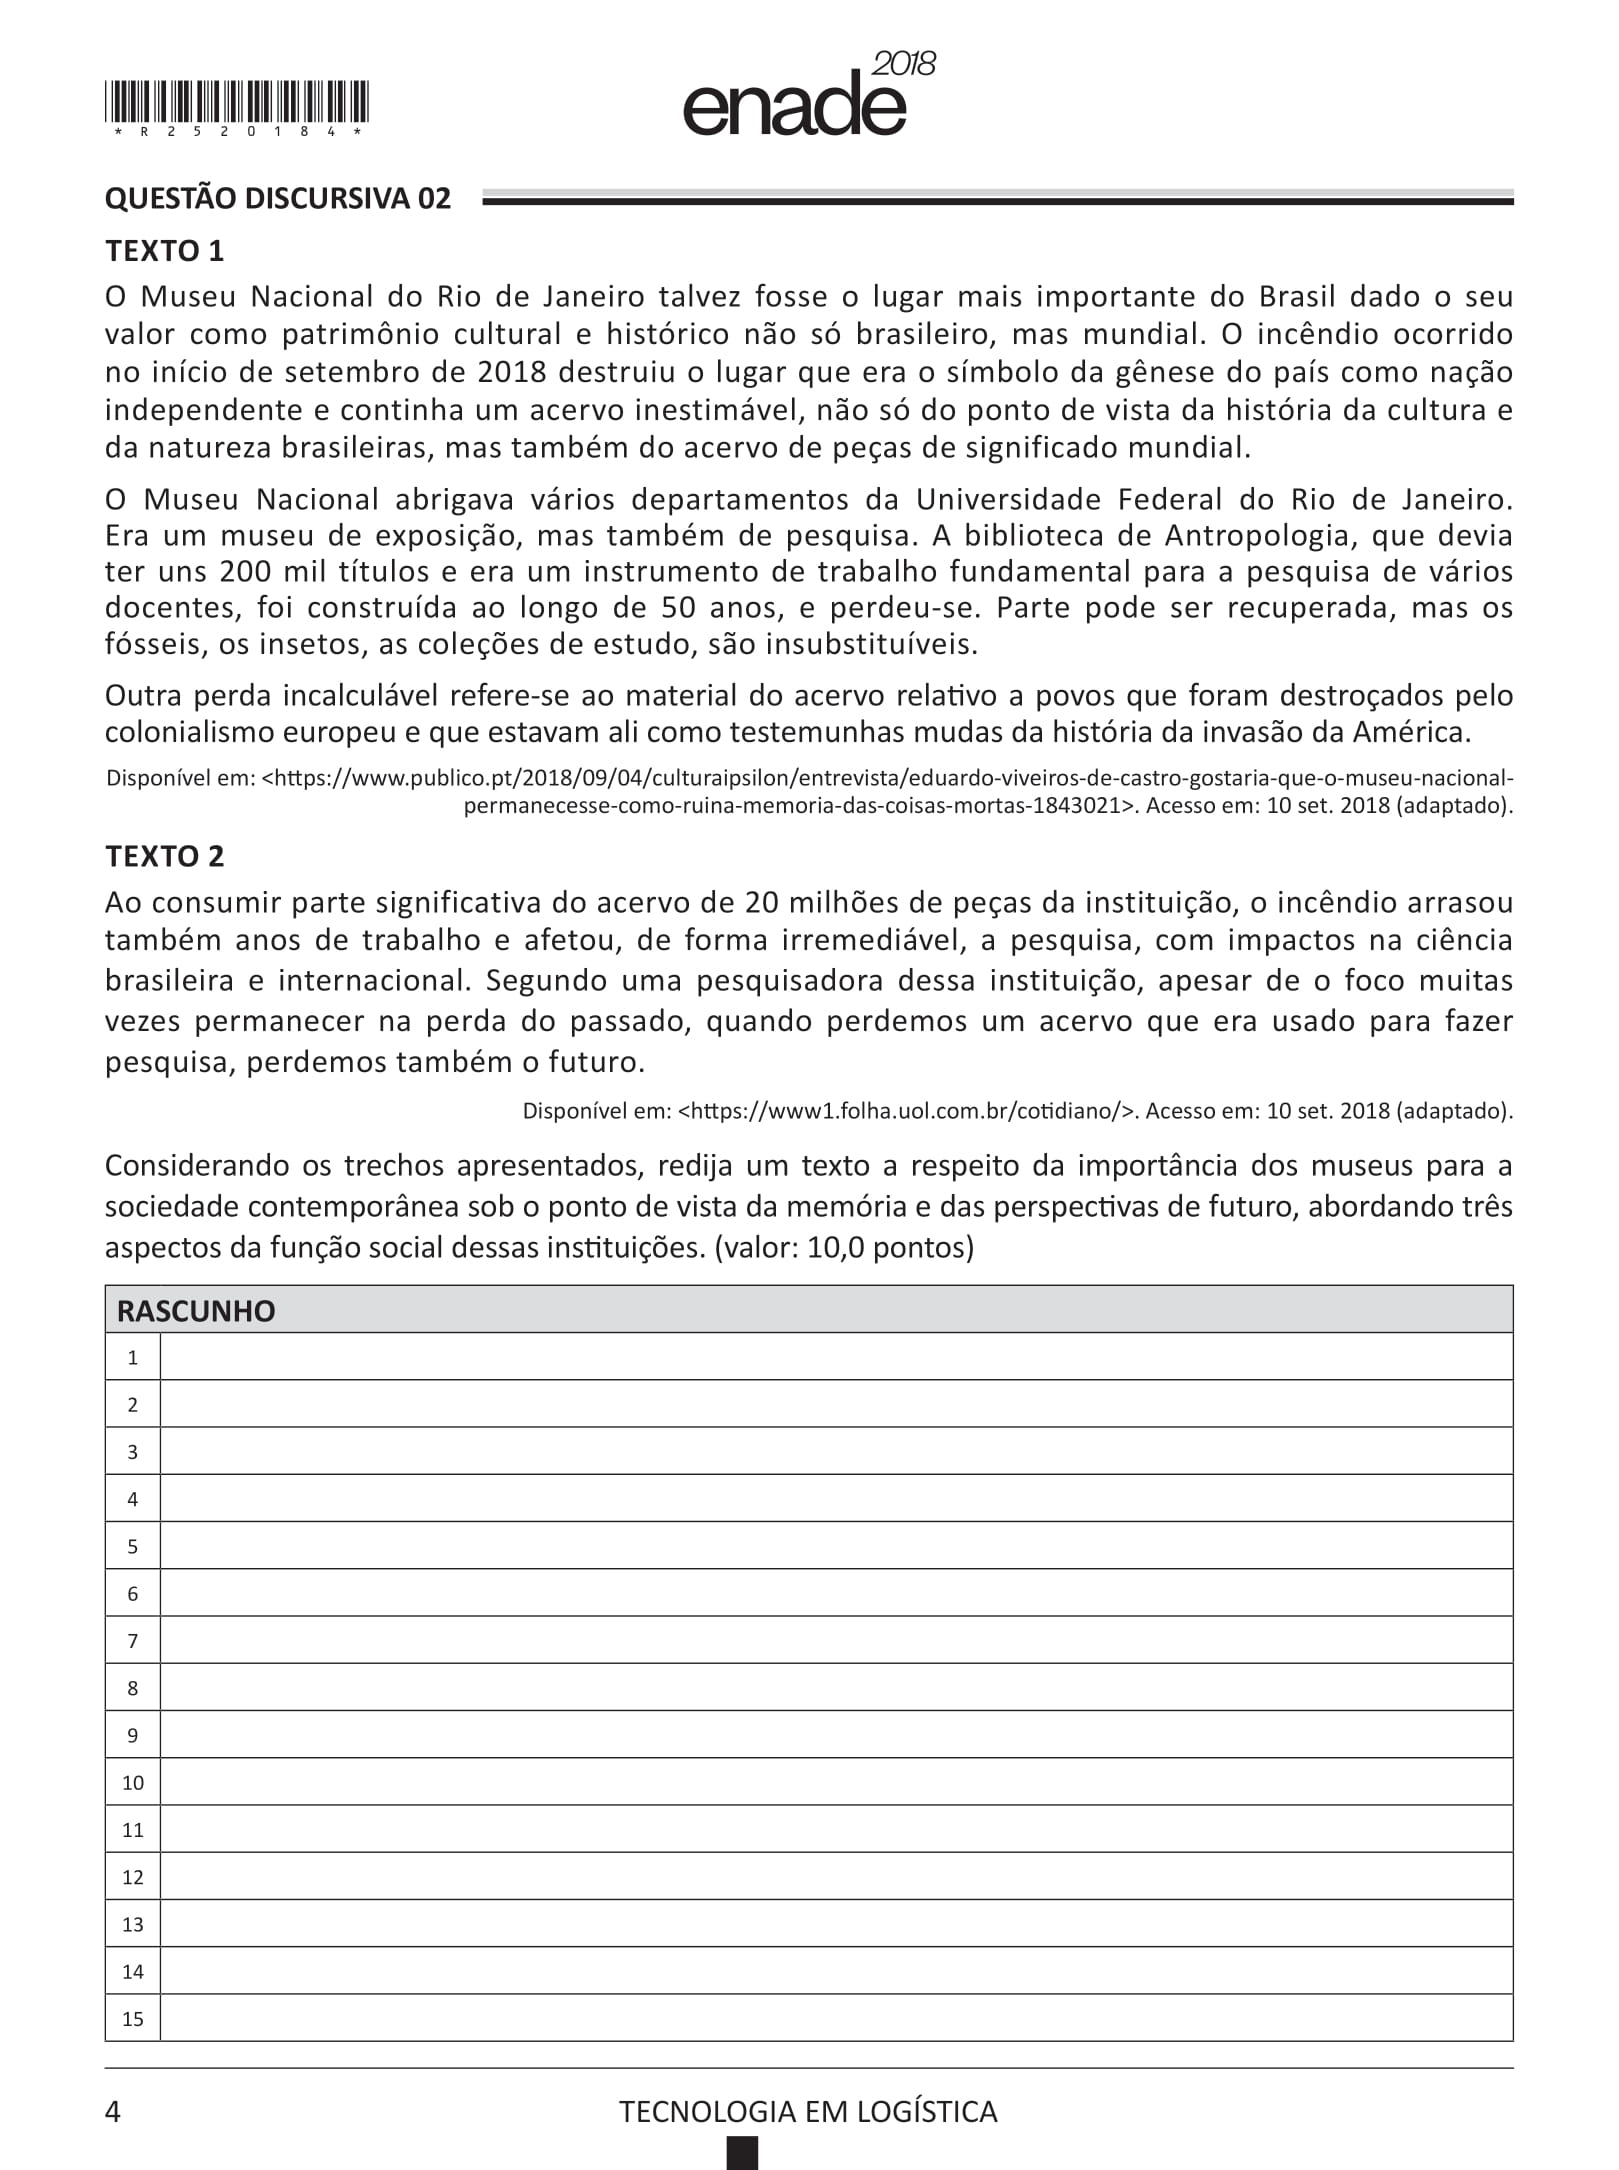 2018
enade
* R 2 5 2 0 1 8 4 *
QUESTÃO DISCURSIVA 02
TEXTO 1
O Museu Nacional do Rio de Janeiro talvez fosse o lugar mais importante do Brasil dado o seu
valor como patrimônio cultural e histórico não só brasileiro, mas mundial. O incêndio ocorrido
no início de setembro de 2018 destruiu o lugar que era o símbolo da gênese do país como nação
independente e continha um acervo inestimável, não só do ponto de vista da história da cultura e
da natureza brasileiras, mas também do acervo de peças de significado mundial.
O Museu Nacional abrigava vários departamentos da Universidade Federal do Rio de Janeiro.
Era um museu de exposição, mas também de pesquisa. A biblioteca de Antropologia, que devia
ter uns 200 mil títulos e era um instrumento de trabalho fundamental para a pesquisa de vários
docentes, foi construída ao longo de 50 anos, e perdeu-se. Parte pode ser recuperada, mas os
fósseis, os insetos, as coleções de estudo, são insubstituíveis.
Outra perda incalculável refere-se ao material do acervo relativo a povos que foram destroçados pelo
colonialismo europeu e que estavam ali como testemunhas mudas da história da invasão da América.
Disponível em: <https://www.publico.pt/2018/09/04/culturaipsilon/entrevista/eduardo-viveiros-de-castro-gostaria-que-o-museu-nacional-
permanecesse-como-ruina-memoria-das-coisas-mortas-1843021>. Acesso em: 10 set. 2018 (adaptado).
TEXTO 2
Ao consumir parte significativa do acervo de 20 milhões de peças da instituição, o incêndio arrasou
também anos de trabalho e afetou, de forma irremediável, a pesquisa, com impactos na ciência
brasileira e internacional. Segundo uma pesquisadora dessa instituição, apesar de o foco muitas
vezes permanecer na perda do passado, quando perdemos um acervo que era usado para fazer
pesquisa, perdemos também o futuro.
Disponível em: <https://www1.folha.uol.com.br/cotidiano/>. Acesso em: 10 set. 2018 (adaptado).
Considerando os trechos apresentados, redija um texto a respeito da importância dos museus para a
sociedade contemporânea sob o ponto de vista da memória e das perspectivas de futuro, abordando três
aspectos da função social dessas instituições. (valor: 10,0 pontos)
RASCUNHO
1
2
3
4
5
6
7
8
9
10
11
12
13
14
15
4
TECNOLOGIA EM LOGÍSTICA